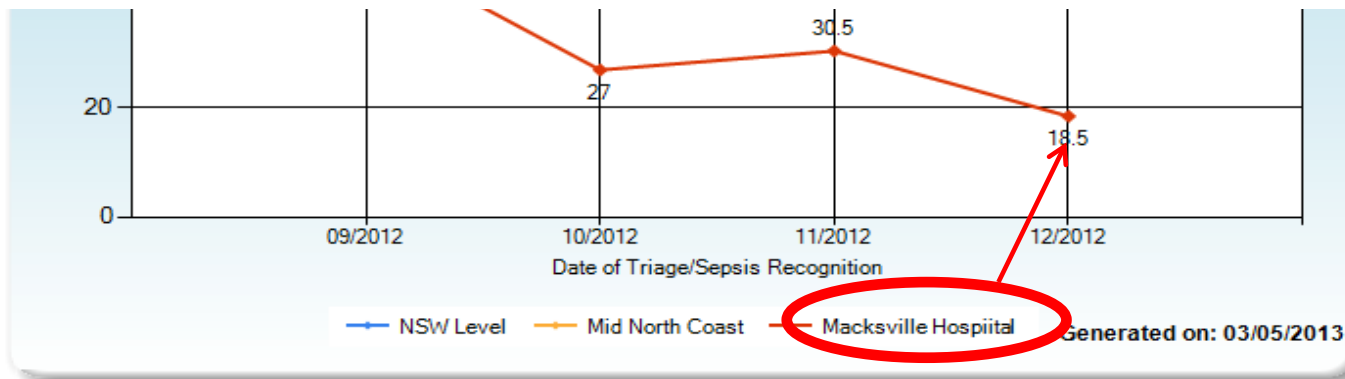 30.5
27
20
18.5
0
09/2012 10/2012 11/2012 12/2012
Date of Triage/Sepsis Recognition
NSW Level Mid North Coast Macksville Hospiital
Generated on: 03/05/2013